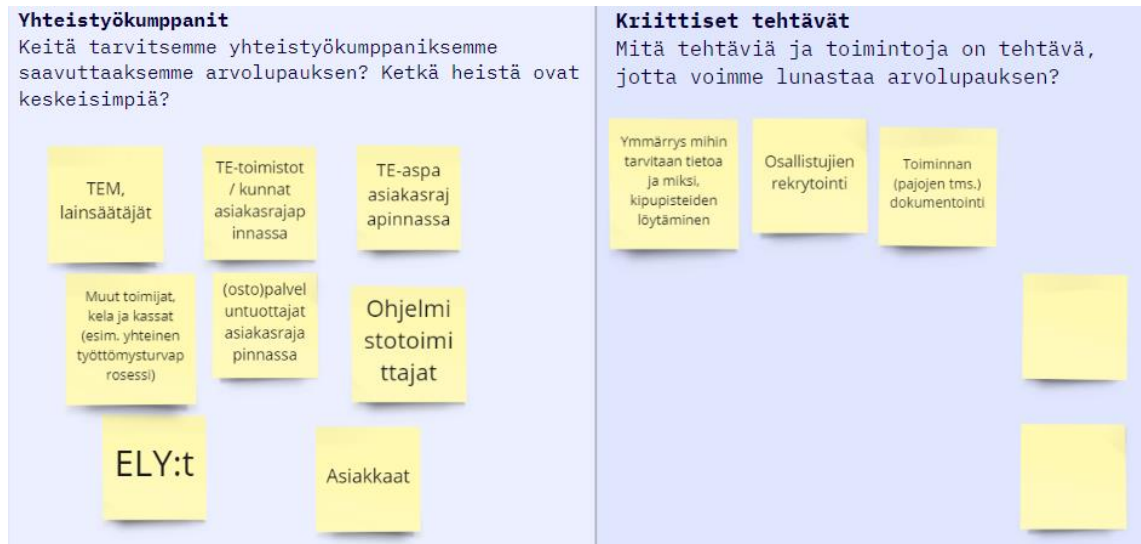 Yhteistyökumppanit
Keitä tarvitsemme yhteistyökumppaniksemme
saavuttaaksemme arvolupauksen? Ketkä heistä ovat
keskeisimpiä?
TEM,
lainsäätäjät
TE-toimistot
/ kunnat
asiakasrajap
innassa
TE-aspa
asiakasraj
apinnassa
Muut toimijat,
kela ja kassat
(esim. yhteinen
työttömysturvap
rosessi)
(osto)palvel
untuottajat
asiakasraja
pinnassa
Ohjelmi
stotoimi
ttajat
ELY:t
Asiakkaat
Kriittiset tehtävät
Mitä tehtäviä ja toimintoja on tehtävä,
jotta voimme lunastaa arvolupauksen?
Ymmärrys mihin
tarvitaan tietoa
ja miksi,
kipupisteiden
löytäminen
Osallistujien
rekrytointi
Toiminnan
(pajojen tms.)
dokumentointi